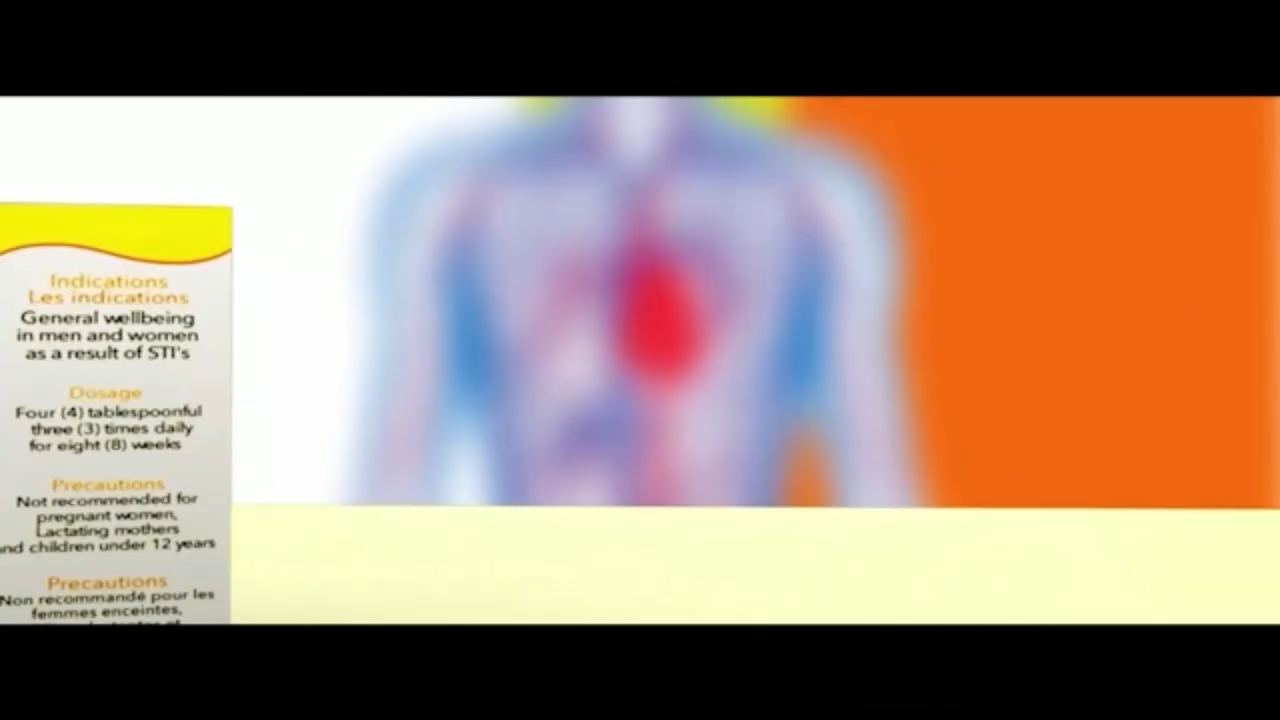 Indications
Les indications
General wellbeing
in men and women
as a result of STI's
Dosage
Four (4) tablespoonful
three (3) times daily
for eight (8) weeks
Precautions
Not recommended for
pregnant women,
Lactating mothers
and children under 12 years
Precautions
Non recommandé pour les
femmes enceintes,